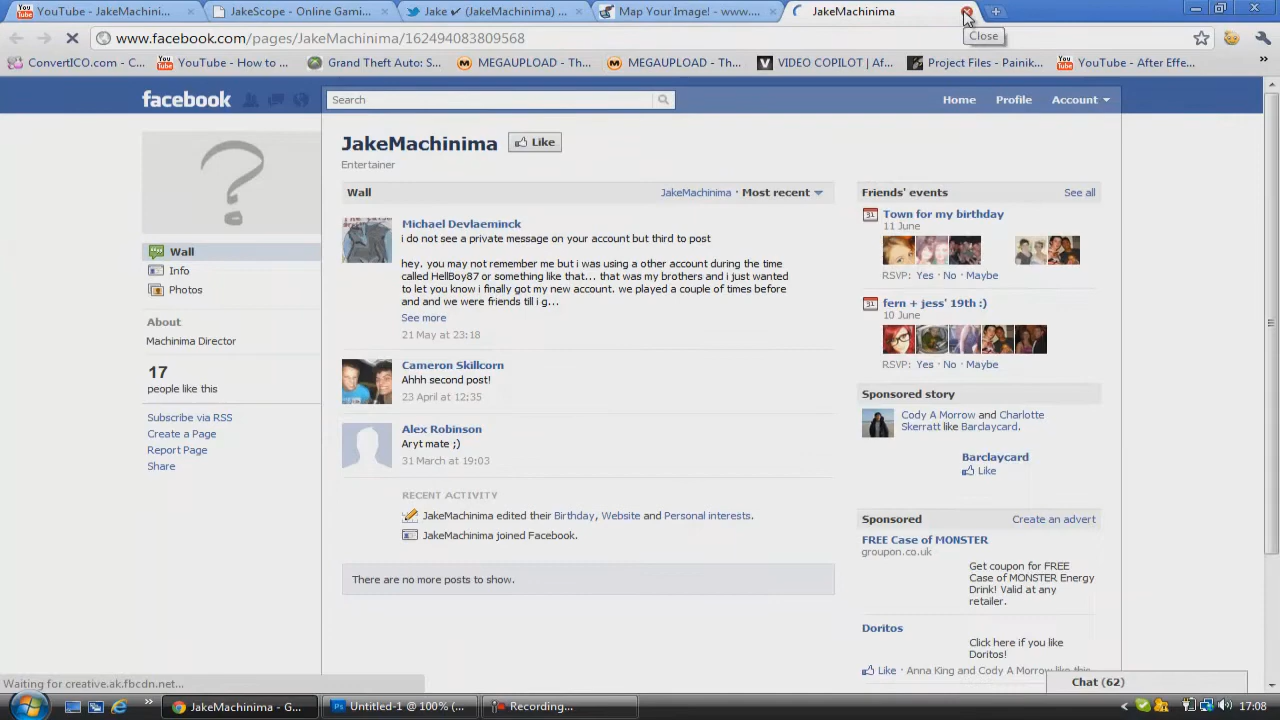 YouTube - JakeMachinima
JakeScope - Online Gami...
Jake ✔ (JakeMachinima) ...
Map Your Image! - www....
JakeMachinima
Close
www.facebook.com/pages/JakeMachinima/162494083809568
ConvertICO.com - C...
YouTube - How to ...
Grand Theft Auto: S...
MEGAUPLOAD - Th...
MEGAUPLOAD - Th...
VIDEO COPILOT | Af...
Project Files - Painik...
YouTube - After Effe...
facebook
Search
Home
Profile
Account
JakeMachinima
Like
Entertainer
Wall
Info
Photos
About
Machinima Director
17
people like this
Subscribe via RSS
Create a Page
Report Page
Share
Wall
JakeMachinima · Most recent
Michael Devlaeminck
i do not see a private message on your account but third to post
hey. you may not remember me but i was using a other account during the time
called HellBoy87 or something like that... that was my brothers and i just wanted
to let you know i finally got my new account. we played a couple of times before
and and we were friends till i g...
See more
21 May at 23:18
Cameron Skillcorn
Ahhh second post!
23 April at 12:35
Alex Robinson
Aryt mate ;)
31 March at 19:03
RECENT ACTIVITY
JakeMachinima edited their Birthday, Website and Personal interests.
JakeMachinima joined Facebook.
There are no more posts to show.
Friends' events
See all
31
Town for my birthday
11 June
RSVP: Yes · No · Maybe
31
fern + jess' 19th :)
10 June
RSVP: Yes · No · Maybe
Sponsored story
Cody A Morrow and Charlotte
Skerratt like Barclaycard.
Barclaycard
Like
Sponsored
Create an advert
FREE Case of MONSTER
groupon.co.uk
Get coupon for FREE
Case of MONSTER Energy
Drink! Valid at any
retailer.
Doritos
Click here if you like
Doritos!
Like · Anna King and Cody A Morrow like this.
Chat (62)
Waiting for creative.ak.fbcdn.net...
JakeMachinima - G...
Untitled-1 @ 100% (...
Recording...
17:08